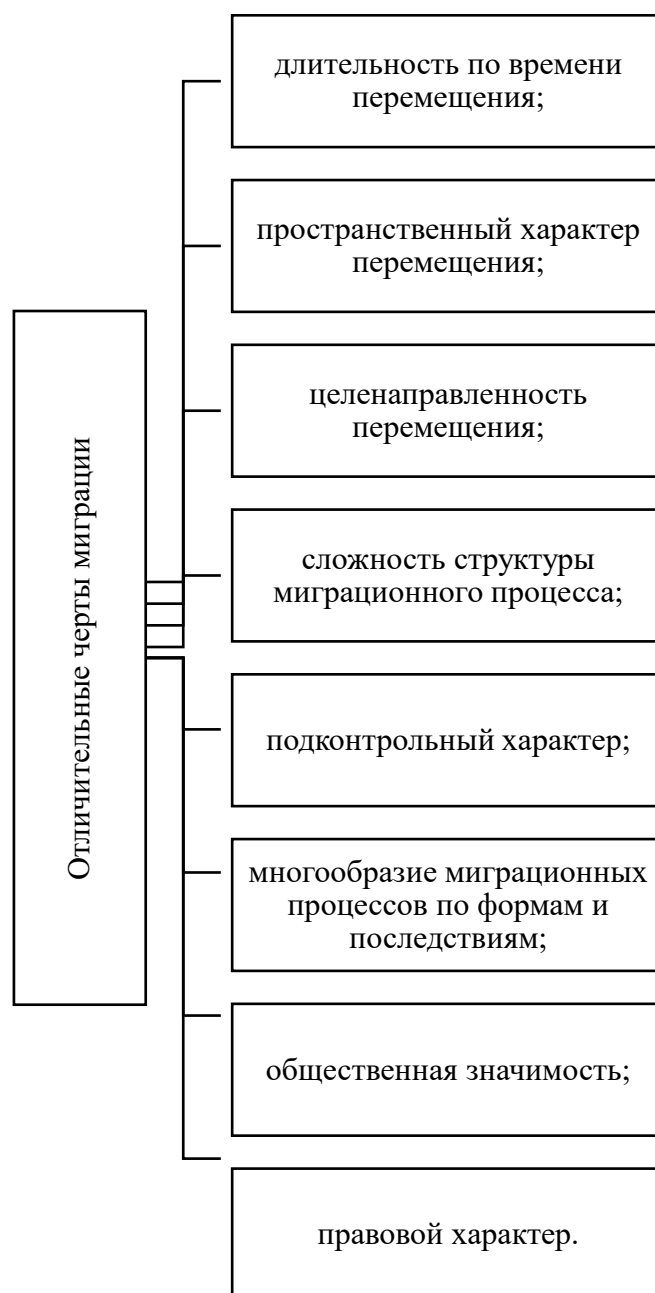 Отличительные черты миграции
длительность по времени
перемещения;
пространственный характер
перемещения;
целенаправленность
перемещения;
сложность структуры
миграционного процесса;
подконтрольный характер;
многообразие миграционных
процессов по формам и
последствиям;
общественная значимость;
правовой характер.